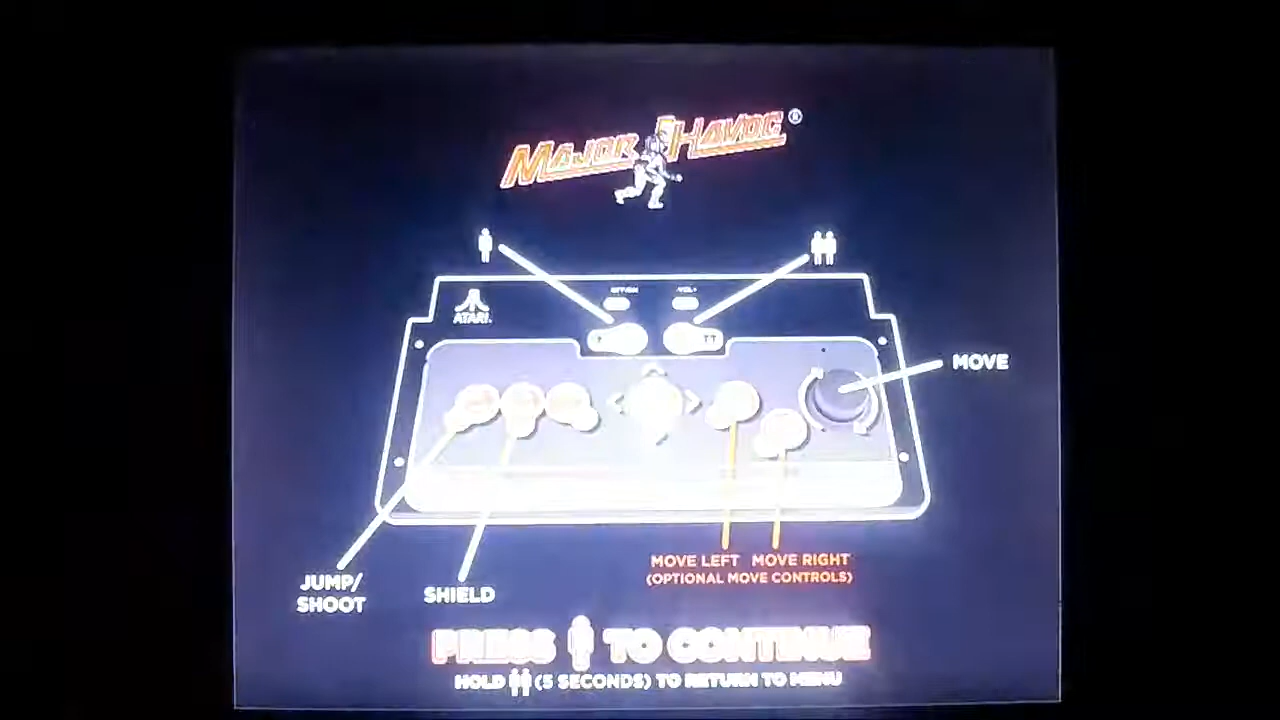 MAJOR HAVOC®
ATARI
MOVE
MOVE LEFT MOVE RIGHT
(OPTIONAL MOVE CONTROLS)
JUMP/
SHOOT
SHIELD
PRESS TO CONTINUE
HOLD (5 SECONDS) TO RETURN TO MENU